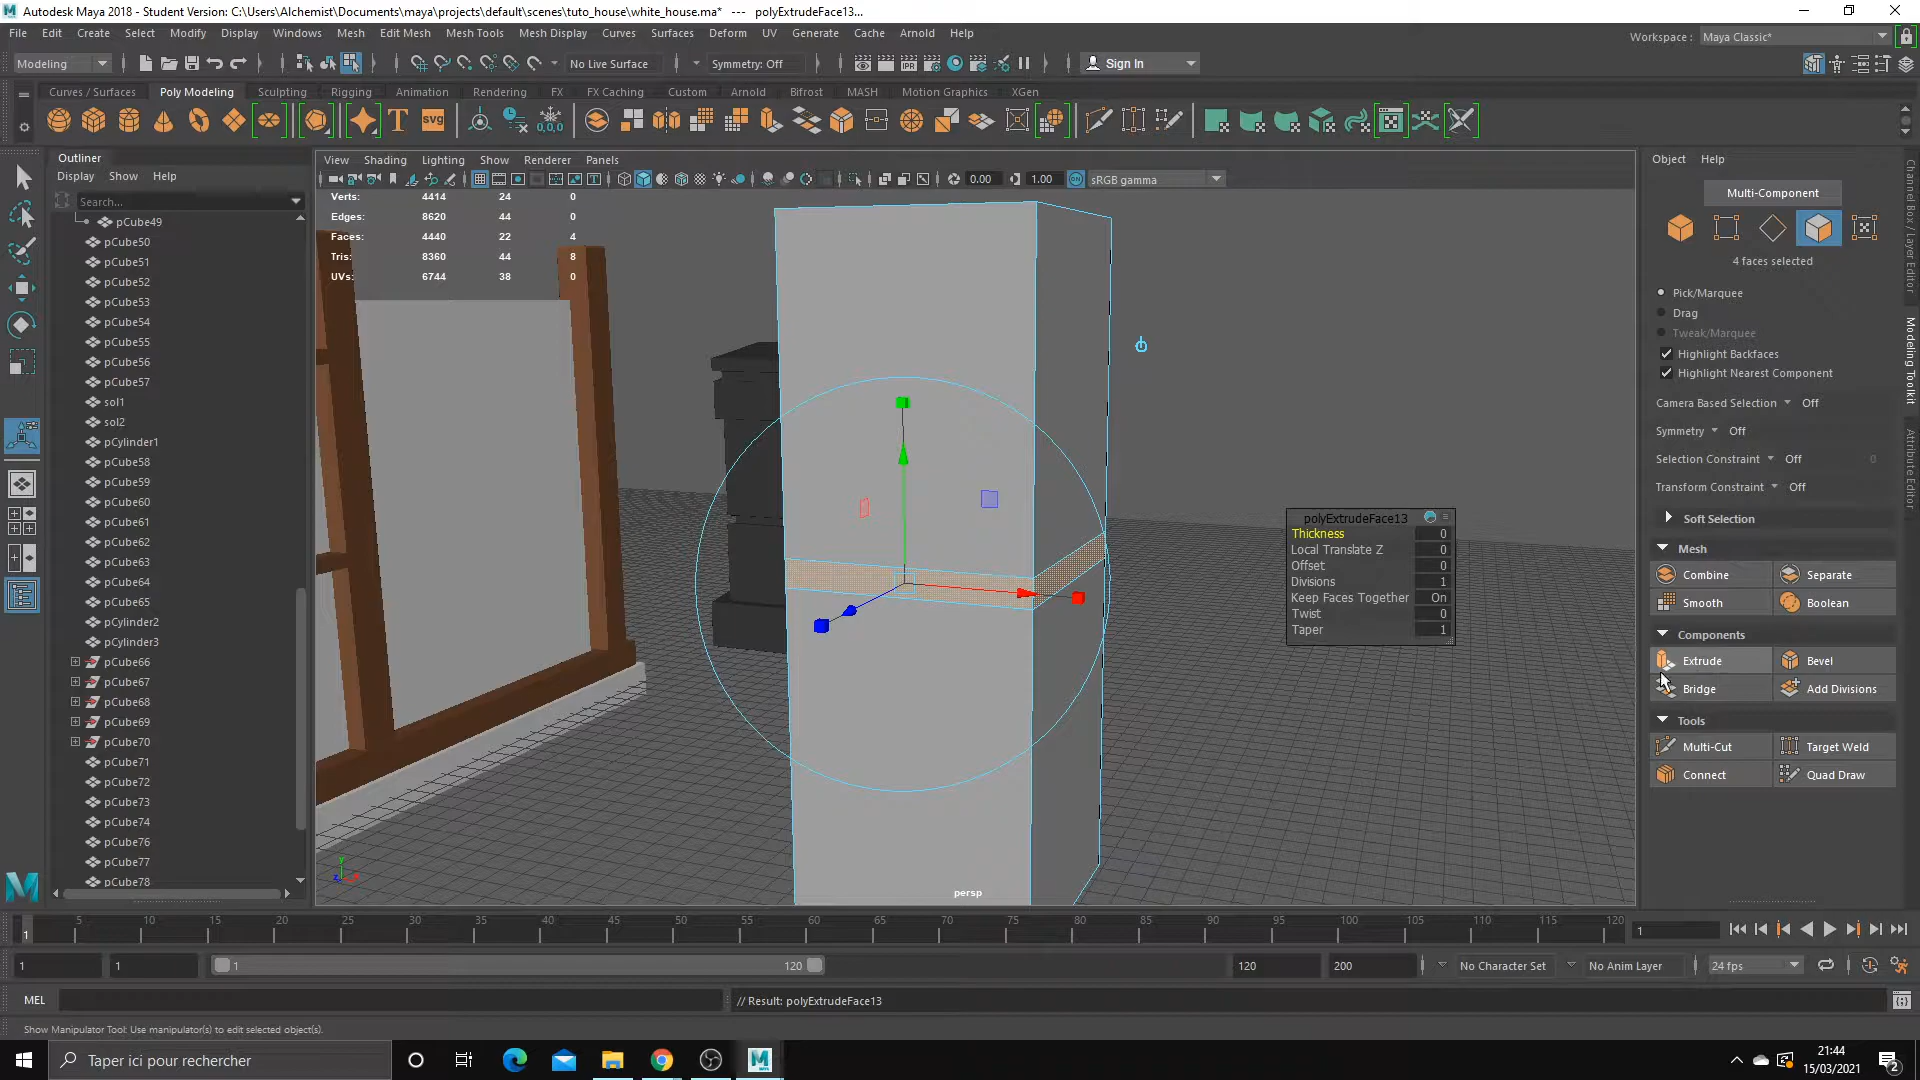 Autodesk Maya 2018 - Student Version: C:\Users\Alchemist\Documents\maya\projects\default\scenes\tuto_house\white_house.ma* --- polyExtrudeFace13...
File Edit Create Select Modify Display Windows Mesh Edit Mesh Mesh Tools Mesh Display Curves Surfaces Deform UV Generate Cache Arnold Help
Workspace : Maya Classic*
Modeling No Live Surface Symmetry: Off Sign In
Curves / Surfaces Poly Modeling Sculpting Rigging Animation Rendering FX FX Caching Custom Arnold Bifrost MASH Motion Graphics XGen
Outliner
Display Show Help
Search...
pCube49
pCube50
pCube51
pCube52
pCube53
pCube54
pCube55
pCube56
pCube57
sol1
sol2
pCylinder1
pCube58
pCube59
pCube60
pCube61
pCube62
pCube63
pCube64
pCube65
pCylinder2
pCylinder3
pCube66
pCube67
pCube68
pCube69
pCube70
pCube71
pCube72
pCube73
pCube74
pCube76
pCube77
pCube78
View Shading Lighting Show Renderer Panels
0.00 1.00 sRGB gamma
Verts: 4414 24 0
Edges: 8620 44 0
Faces: 4440 22 4
Tris: 8360 44 8
UVs: 6744 38 0
polyExtrudeFace13
Thickness 0
Local Translate Z 0
Offset 0
Divisions 1
Keep Faces Together On
Twist 0
Taper 1
persp
Object Help
Multi-Component
4 faces selected
Pick/Marquee
Drag
Tweak/Marquee
Highlight Backfaces
Highlight Nearest Component
Camera Based Selection Off
Symmetry Off
Selection Constraint Off 0
Transform Constraint Off
Soft Selection
Mesh
Combine Separate
Smooth Boolean
Components
Extrude Bevel
Bridge Add Divisions
Tools
Multi-Cut Target Weld
Connect Quad Draw
Channel Box / Layer Editor
Modeling Toolkit
Attribute Editor
5 10 15 20 25 30 35 40 45 50 55 60 65 70 75 80 85 90 95 100 105 110 115 120
1 1
1 1 1 120 120 200 No Character Set No Anim Layer 24 fps
MEL // Result: polyExtrudeFace13
Show Manipulator Tool: Use manipulator(s) to edit selected object(s).
Taper ici pour rechercher
21:44
15/03/2021
2